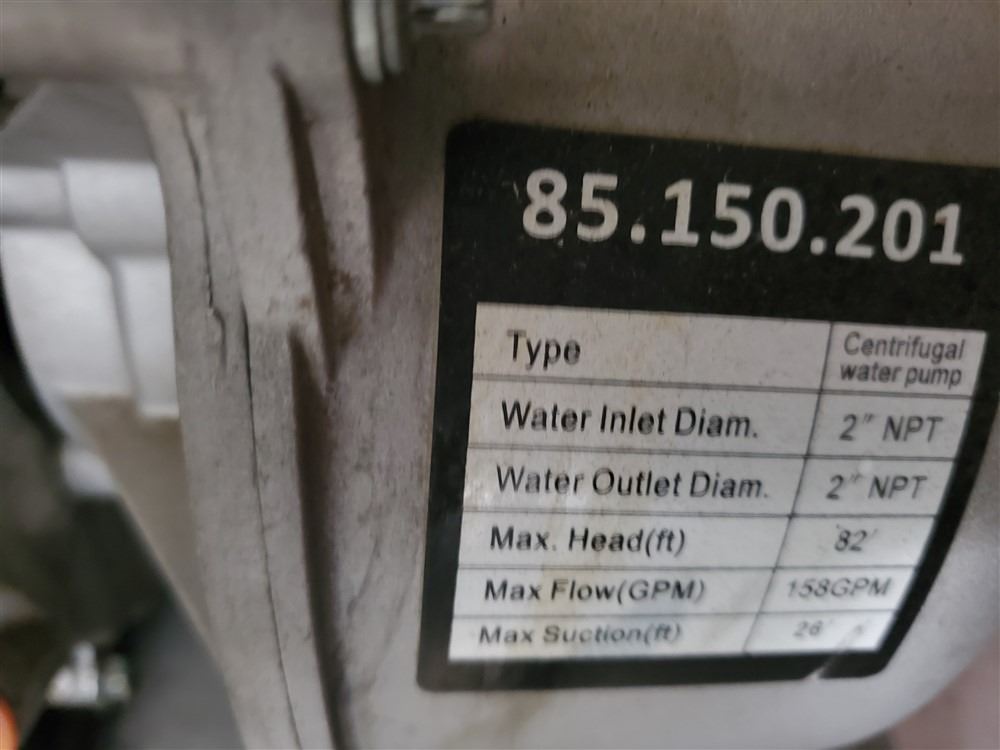 85.150.201
Type Centrifugal
water pump
Water Inlet Diam. 2" NPT
Water Outlet Diam. 2" NPT
Max. Head(ft) 82'
Max Flow(GPM) 158GPM
Max Suction(ft) 26'